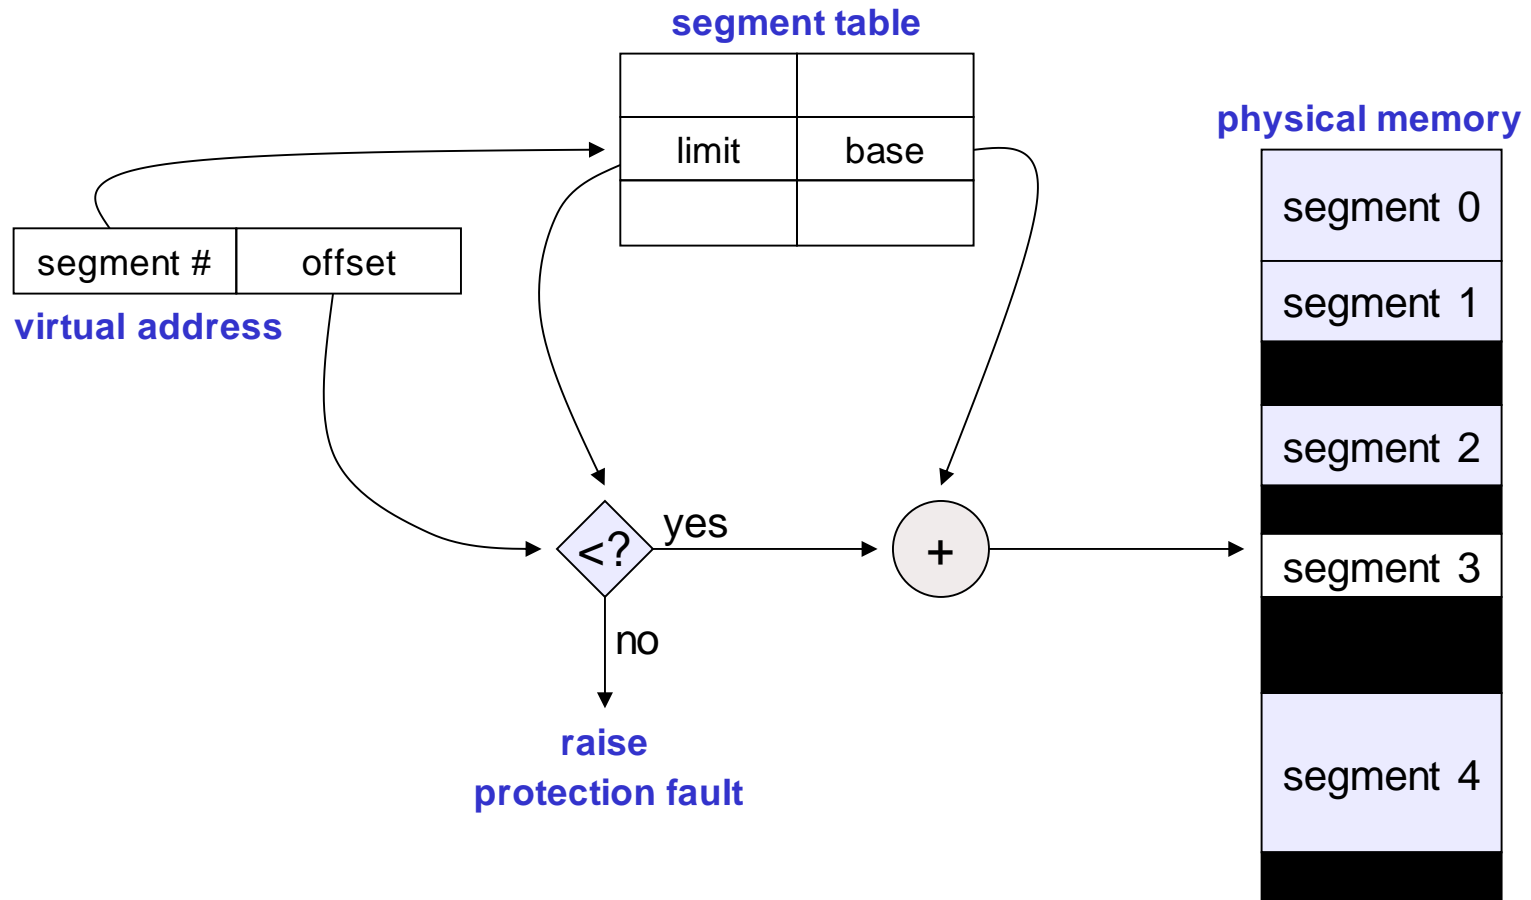 segment table
physical memory
limit
base
segment #
offset
virtual address
segment 0
segment 1
segment 2
segment 3
segment 4
<?
yes
+
no
raise
protection fault